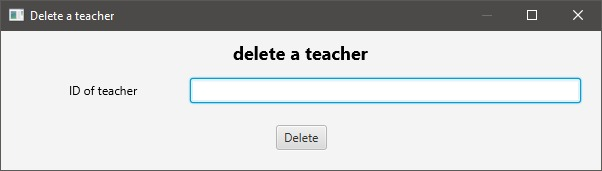 Delete a teacher
delete a teacher
ID of teacher
Delete